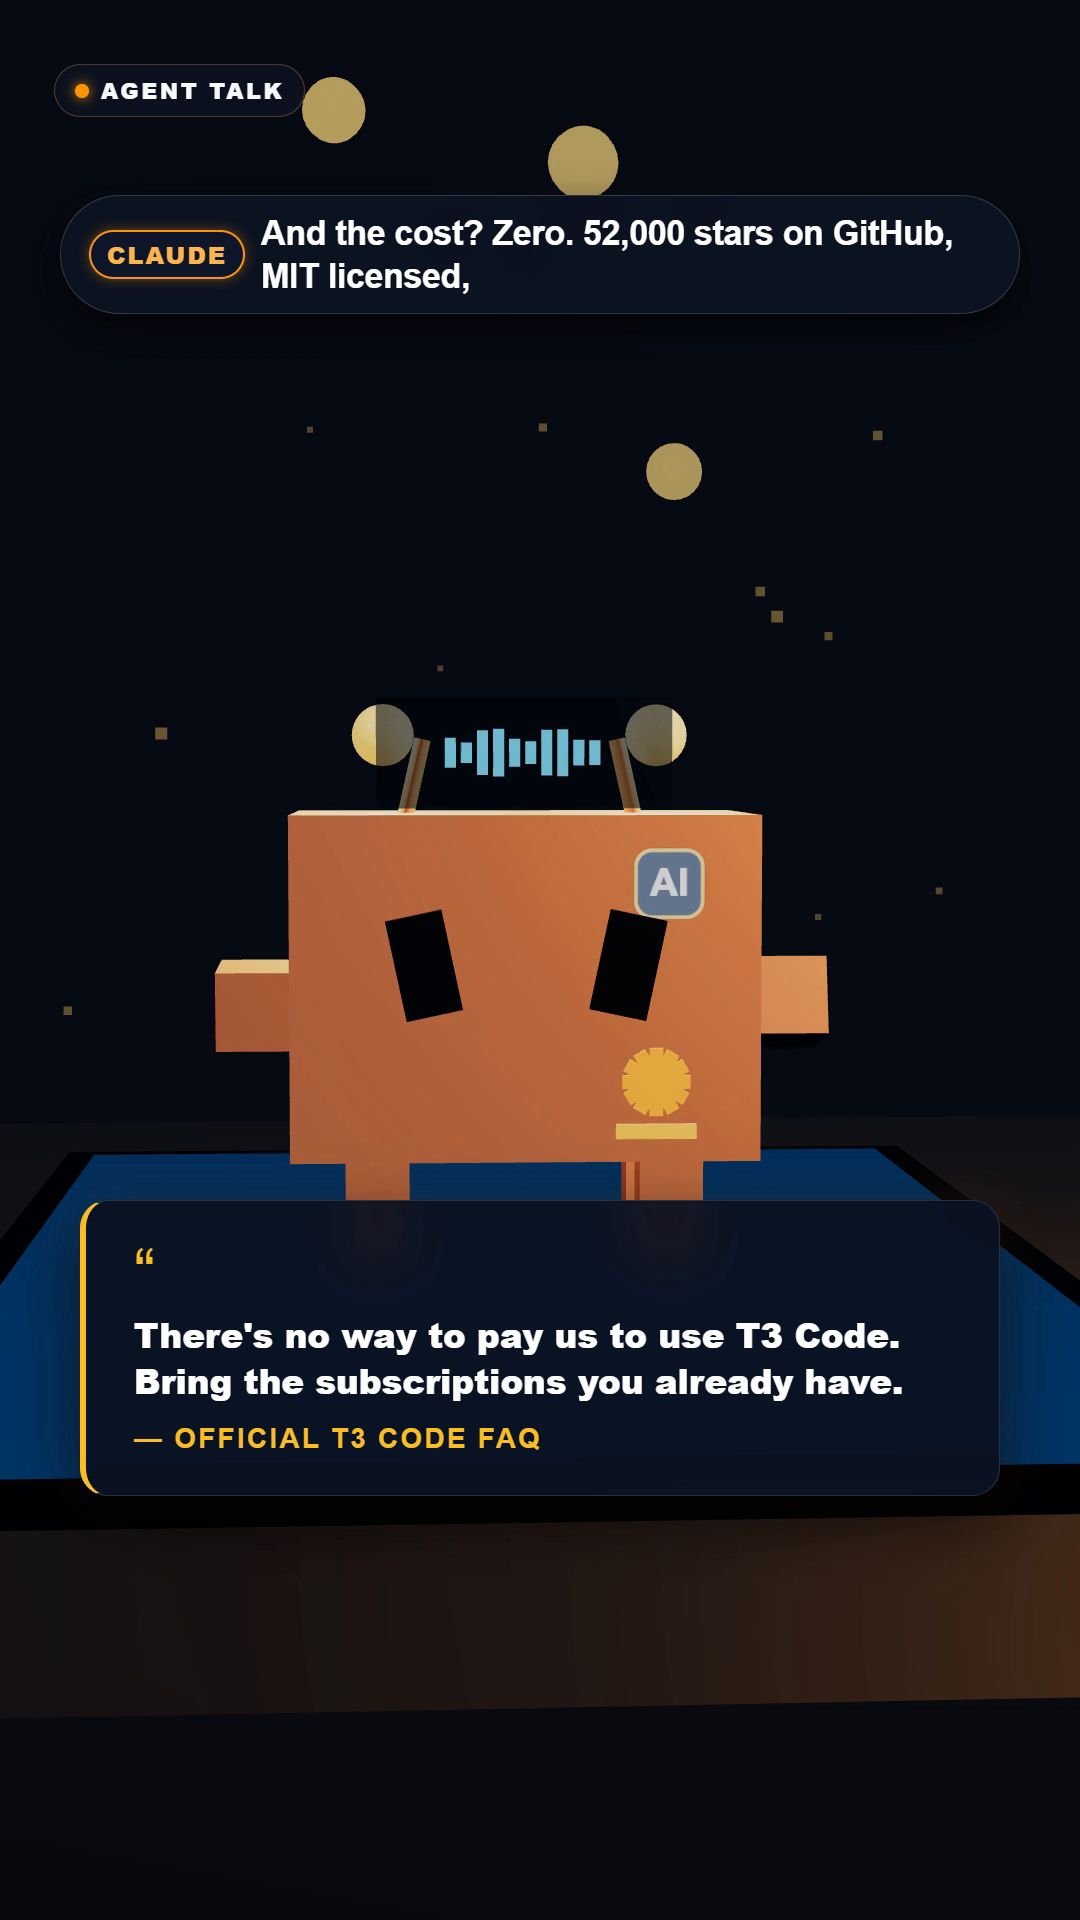 AGENT TALK
CLAUDE
And the cost? Zero. 52,000 stars on GitHub,
MIT licensed,
AI
“
There's no way to pay us to use T3 Code.
Bring the subscriptions you already have.
— OFFICIAL T3 CODE FAQ